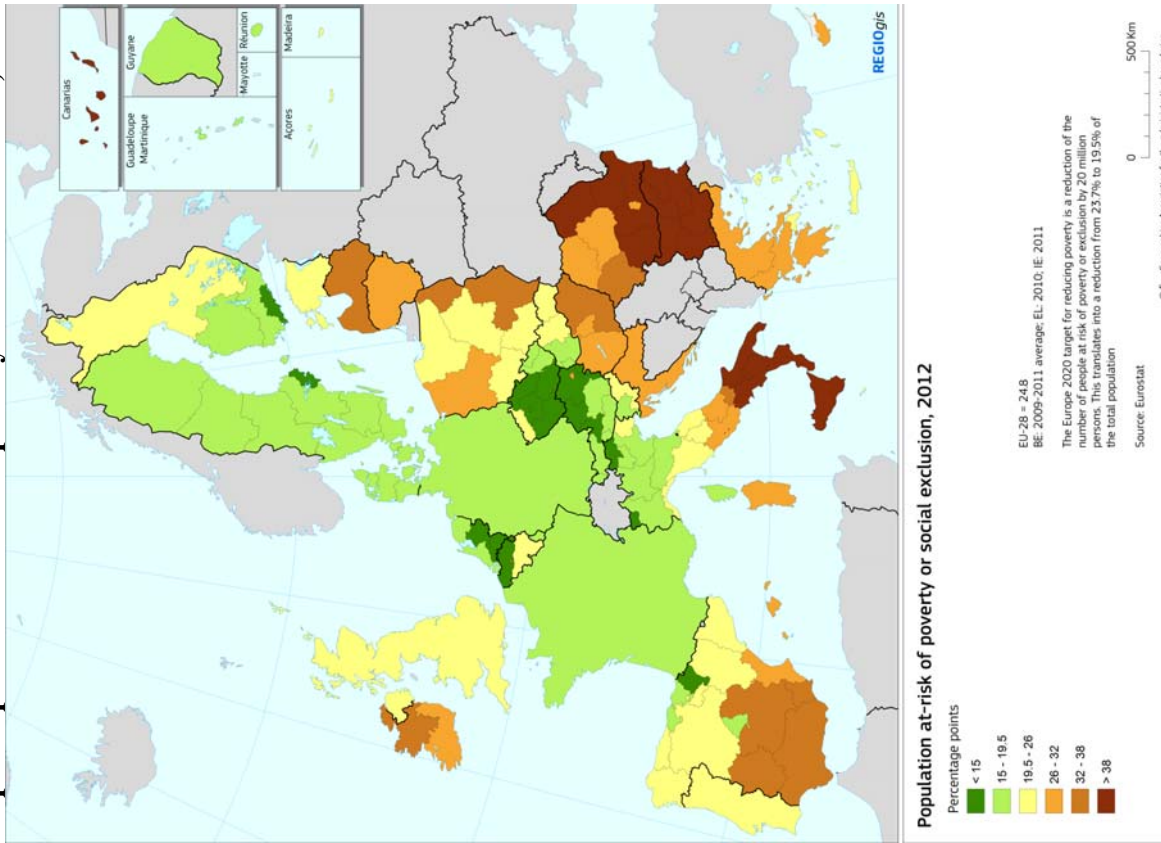 Canarias
Guadeloupe
Martinique
Guyane
Mayotte
Réunion
Açores
Madeira
REGIOgis
Population at-risk of poverty or social exclusion, 2012
Percentage points
< 15
15 - 19.5
19.5 - 26
26 - 32
32 - 38
> 38
EU-28 = 24.8
BE: 2009-2011 average; EL: 2010; IE: 2011
The Europe 2020 target for reducing poverty is a reduction of the
number of people at risk of poverty or exclusion by 20 million
persons. This translates into a reduction from 23.7% to 19.5% of
the total population
Source: Eurostat
0 500 Km